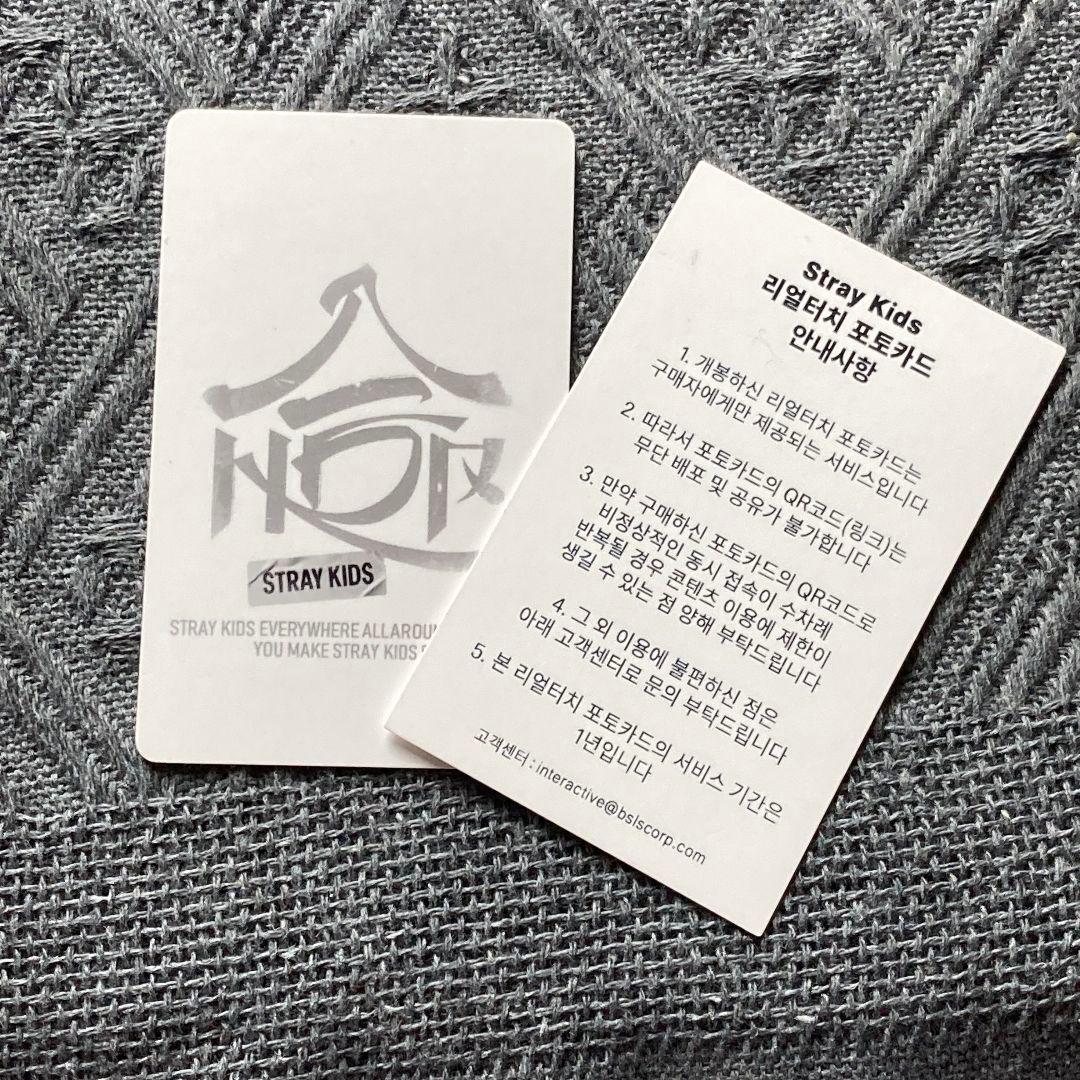 STRAY KIDS
STRAY KIDS EVERYWHERE ALL AROU
YOU MAKE STRAY KIDS
Stray Kids
리얼터치 포토카드
안내사항
1. 개봉하신 리얼터치 포토카드는
구매자에게만 제공되는 서비스입니다
2. 따라서 포토카드의 QR코드(링크)는
무단 배포 및 공유가 불가합니다
3. 만약 구매하신 포토카드의 QR코드로
비정상적인 동시 접속이 수차례
반복될 경우 콘텐츠 이용에 제한이
생길 수 있는 점 양해 부탁드립니다
4. 그 외 이용에 불편하신 점은
아래 고객센터로 문의 부탁드립니다
5. 본 리얼터치 포토카드의 서비스 기간은
1년입니다
고객센터 : interactive@bslscorp.com